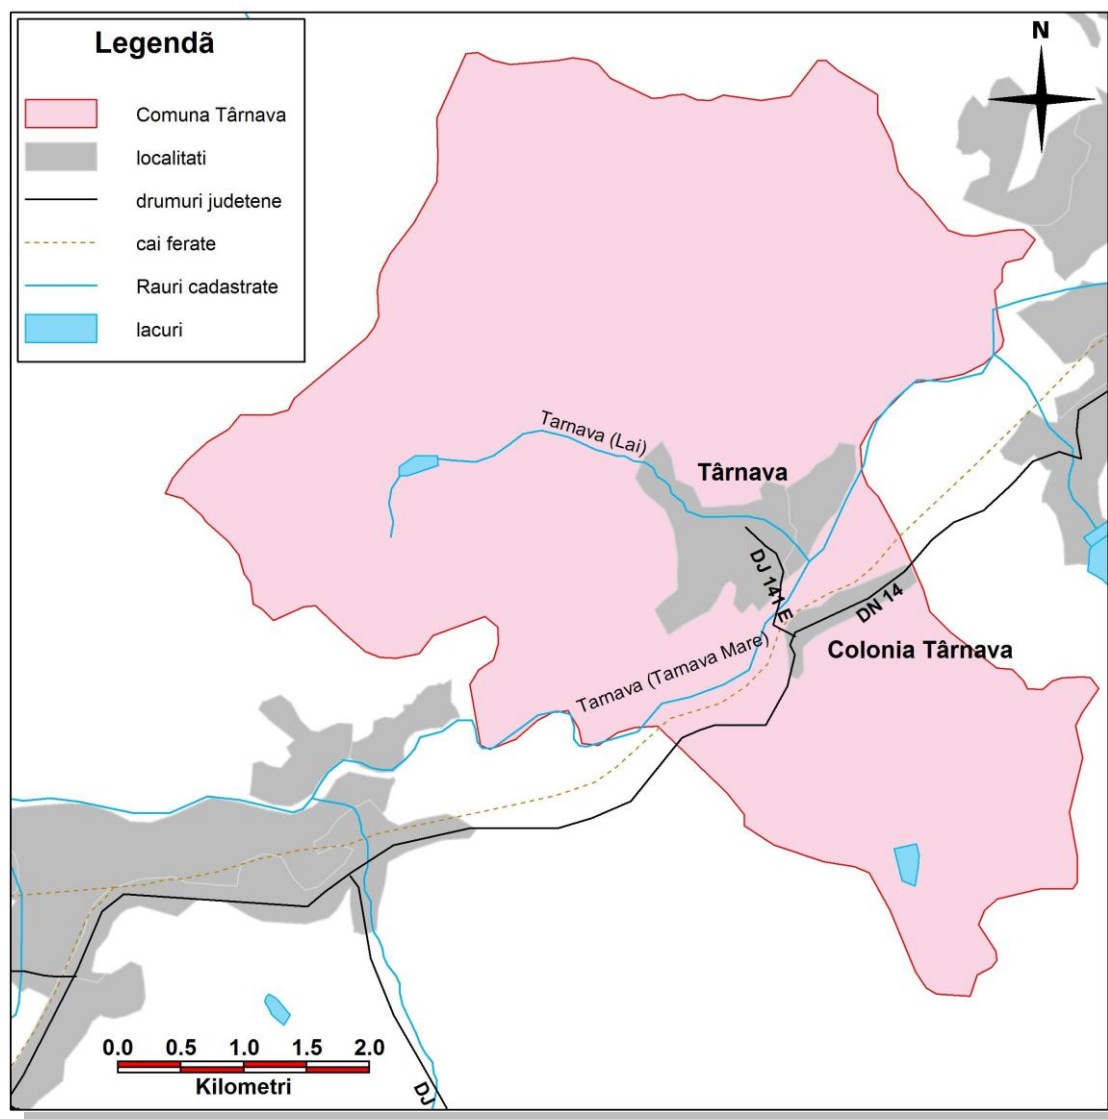 Legendã
Comuna Târnava
localitati
drumuri judetene
cai ferate
Rauri cadastrate
lacuri
N
Tarnava (Lai)
Târnava
DJ 141 E
DN 14
Colonia Târnava
Tarnava (Tarnava Mare)
0.0 0.5 1.0 1.5 2.0
Kilometri
DJ